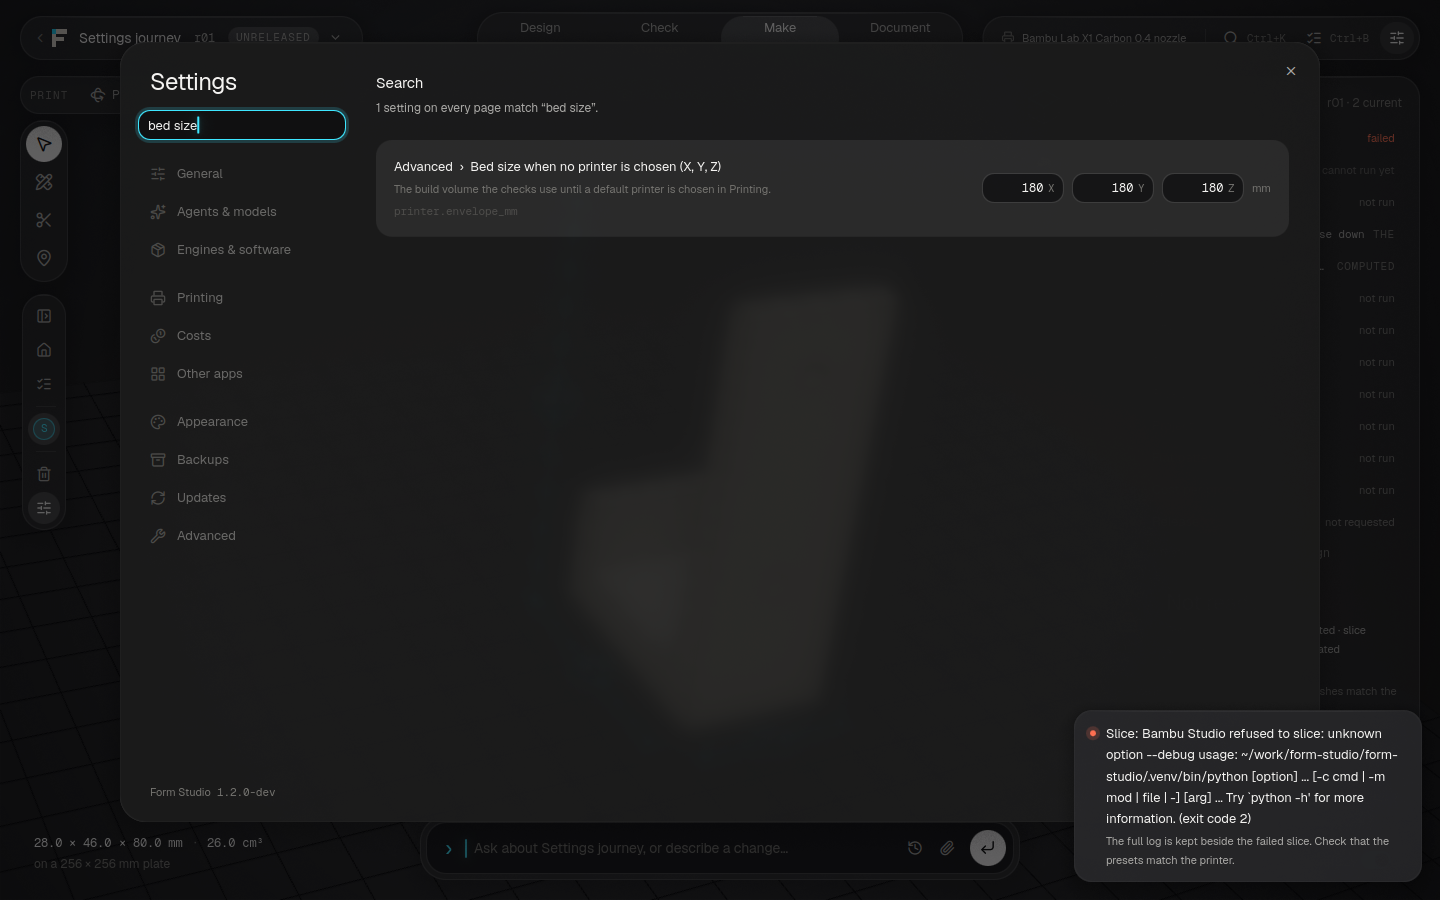 Settings journey r01 UNRELEASED
Design Check Make Document
Bambu Lab X1 Carbon 0.4 nozzle Ctrl+K Ctrl+B
PRINT
r01 · 2 current
Settings
bed size
General
Agents & models
Engines & software
Printing
Costs
Other apps
Appearance
Backups
Updates
Advanced
Form Studio 1.2.0-dev
Search
1 setting on every page match “bed size”.
Advanced › Bed size when no printer is chosen (X, Y, Z)
The build volume the checks use until a default printer is chosen in Printing.
printer.envelope_mm
180 X 180 Y 180 Z mm
failed
cannot run yet
not run
se down THE
COMPUTED
not run
not run
not run
not run
not run
not run
not run
not requested
ted · slice
ated
shes match the
S
Slice: Bambu Studio refused to slice: unknown
option --debug usage: ~/work/form-studio/form-
studio/.venv/bin/python [option] ... [-c cmd | -m
mod | file | -] [arg] ... Try `python -h' for more
information. (exit code 2)
The full log is kept beside the failed slice. Check that the
presets match the printer.
28.0 × 46.0 × 80.0 mm · 26.0 cm³
on a 256 × 256 mm plate
Ask about Settings journey, or describe a change...